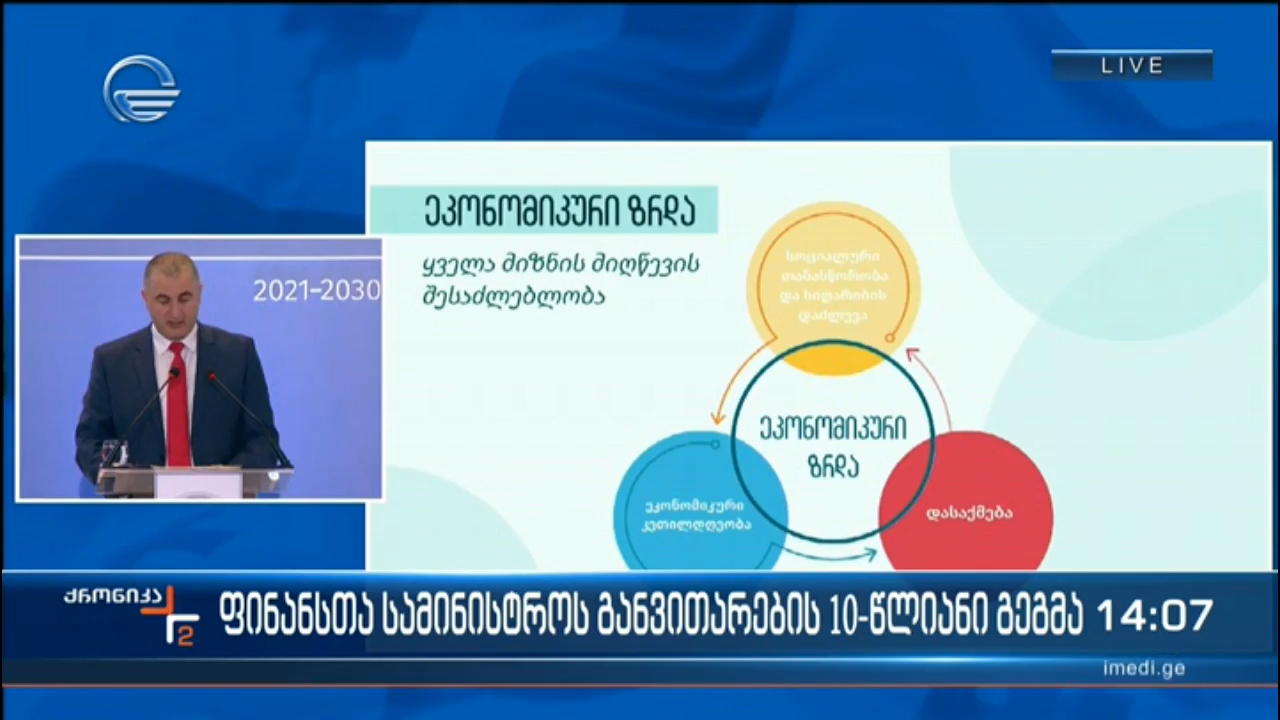 LIVE
ეკონომიკური ზრდა
ყველა მიზნის მიღწევის
შესაძლებლობა
2021-2030
სოციალური
თანასწორობა
და სიღარიბის
დაძლევა
ეკონომიკური
ზრდა
ეკონომიკური
კეთილდღეობა
დასაქმება
ქრონიკა
2
ფინანსთა სამინისტროს განვითარების 10-წლიანი გეგმა
14:07
imedi.ge